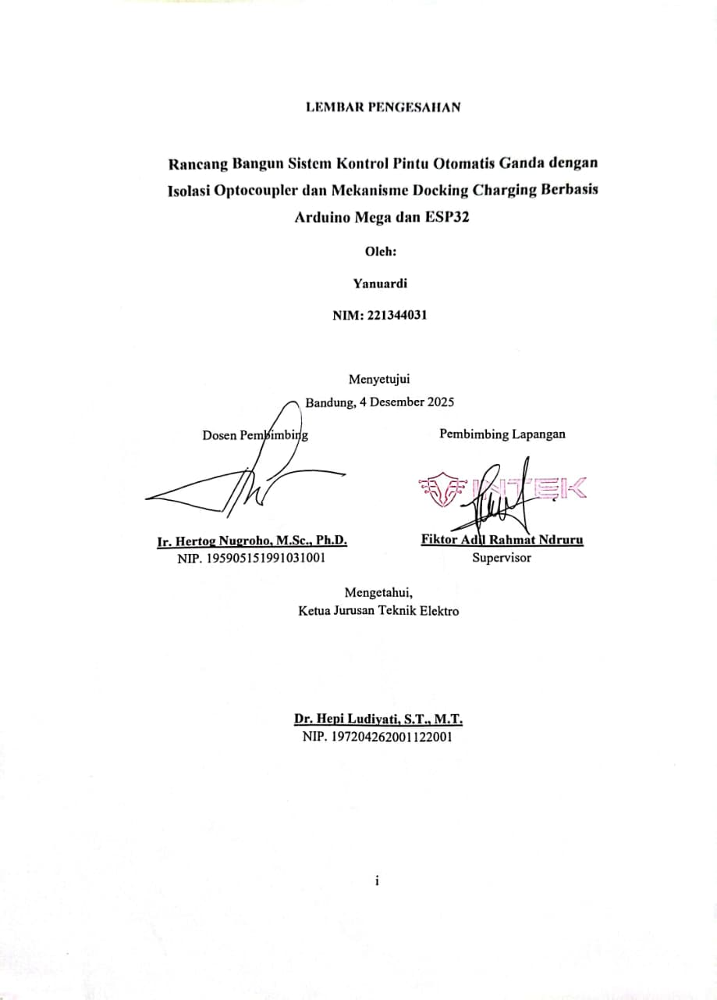 LEMBAR PENGESAHAN
Rancang Bangun Sistem Kontrol Pintu Otomatis Ganda dengan
Isolasi Optocoupler dan Mekanisme Docking Charging Berbasis
Arduino Mega dan ESP32
Oleh:
Yanuardi
NIM: 221344031
Menyetujui
Bandung, 4 Desember 2025
Dosen Pembimbing
Pembimbing Lapangan
INTEK
Ir. Hertog Nugroho, M.Sc., Ph.D.
Fiktor Adil Rahmat Ndruru
NIP. 195905151991031001
Supervisor
Mengetahui,
Ketua Jurusan Teknik Elektro
Dr. Hepi Ludiyati, S.T., M.T.
NIP. 197204262001122001
i